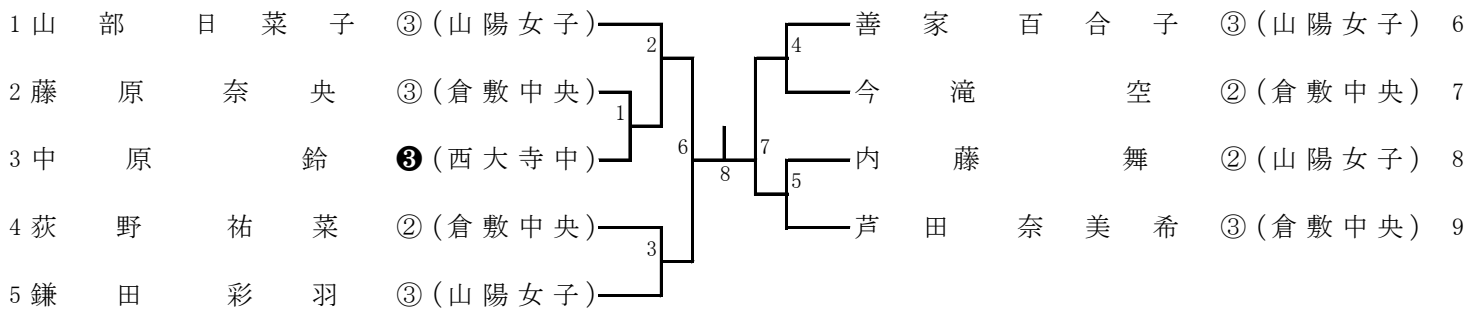 1 山部日菜子 ③ (山陽女子)
2 藤原奈央 ③ (倉敷中央)
3 中原鈴 ❸ (西大寺中)
4 荻野祐菜 ② (倉敷中央)
5 鎌田彩羽 ③ (山陽女子)
2
1
6
3
8
4
7
5
善家百合子 ③ (山陽女子) 6
今滝空 ② (倉敷中央) 7
内藤舞 ② (山陽女子) 8
芦田奈美希 ③ (倉敷中央) 9